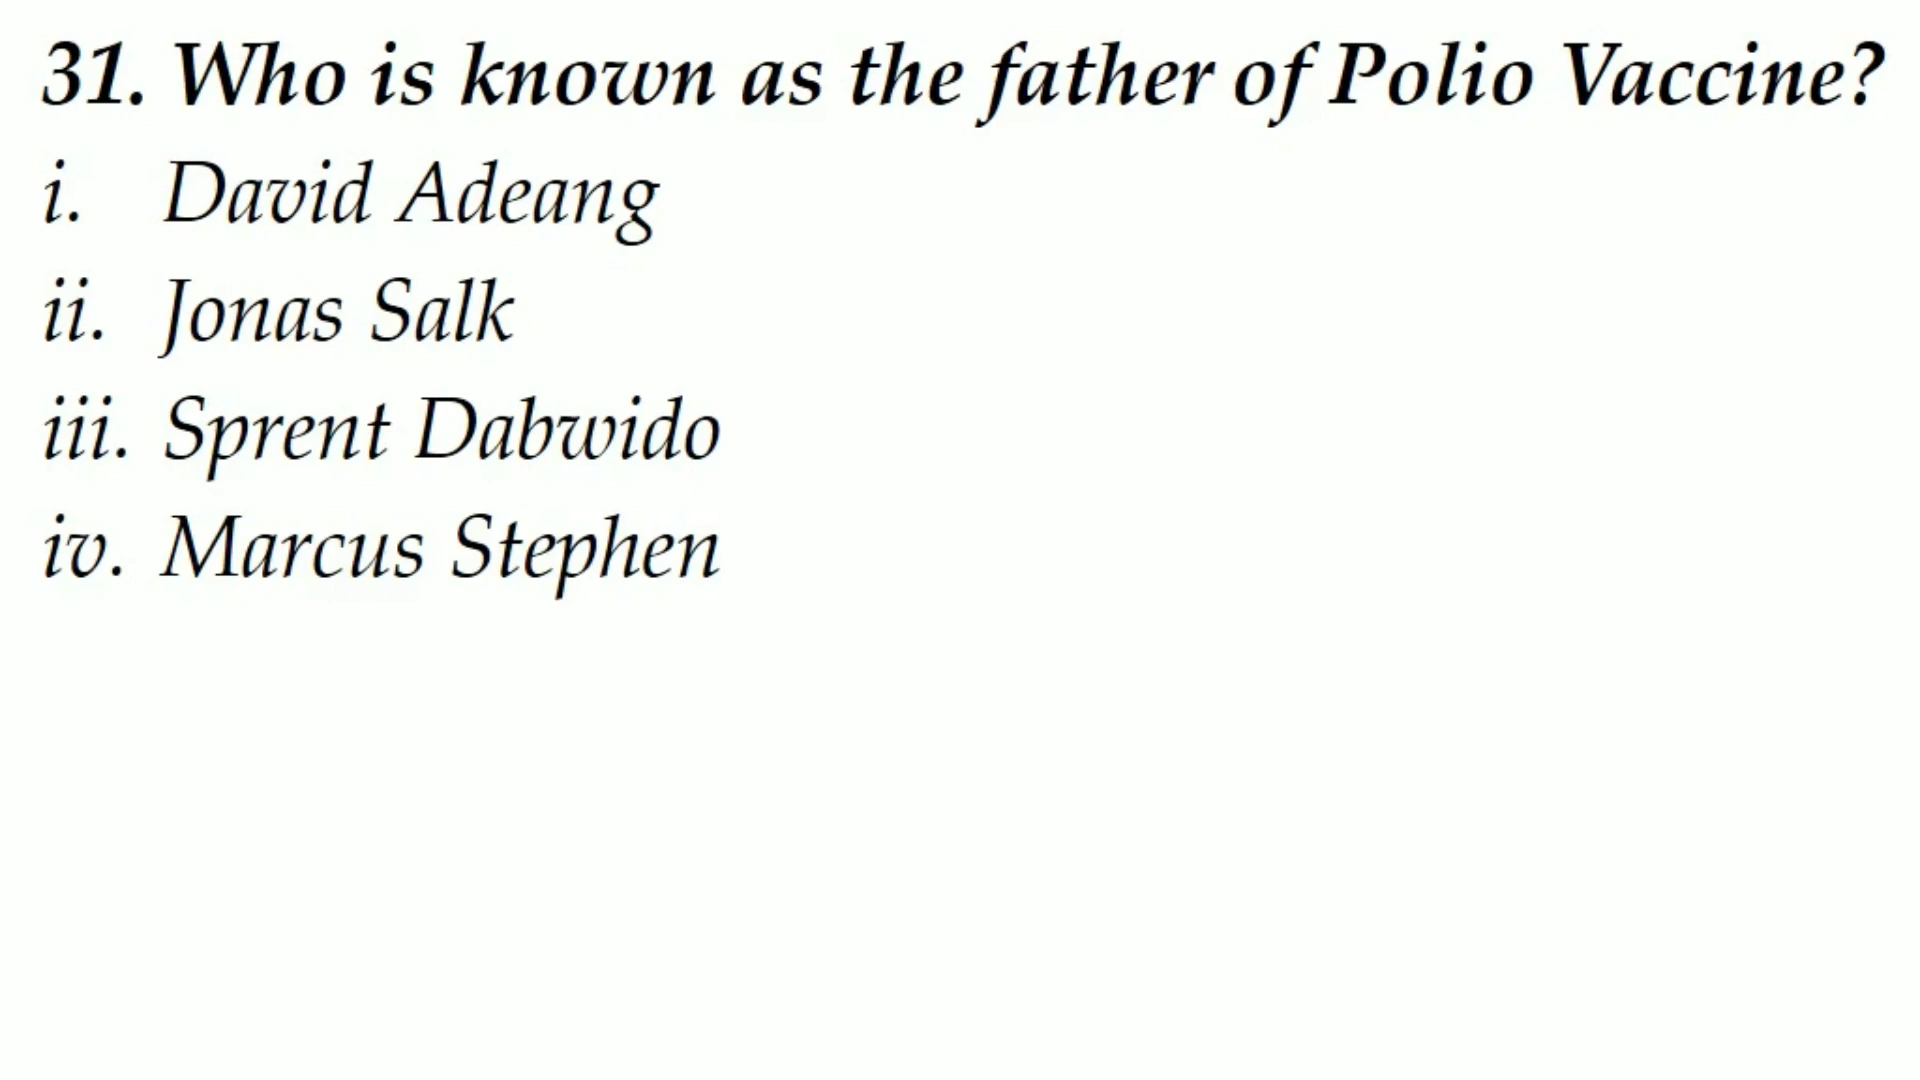 31. Who is known as the father of Polio Vaccine?
i. David Adeang
ii. Jonas Salk
iii. Sprent Dabwido
iv. Marcus Stephen